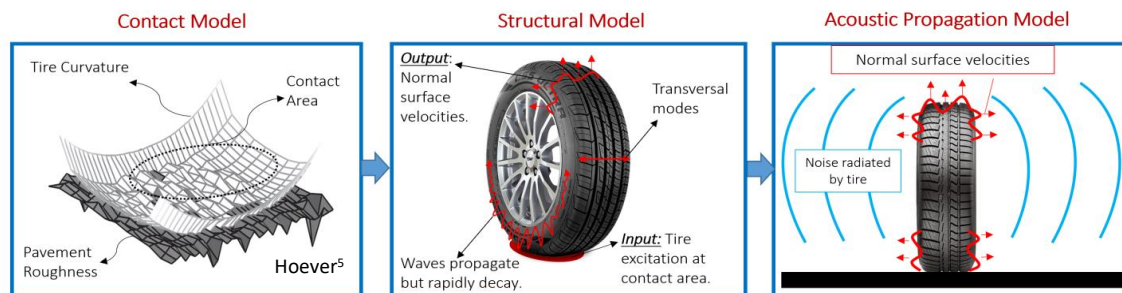 Contact Model
Tire Curvature
Contact
Area
Pavement
Roughness
Hoever⁵
Structural Model
Output:
Normal
surface
velocities.
Transversal
modes
Waves propagate
but rapidly decay.
Input: Tire
excitation at
contact area.
Acoustic Propagation Model
Normal surface velocities
Noise radiated
by tire